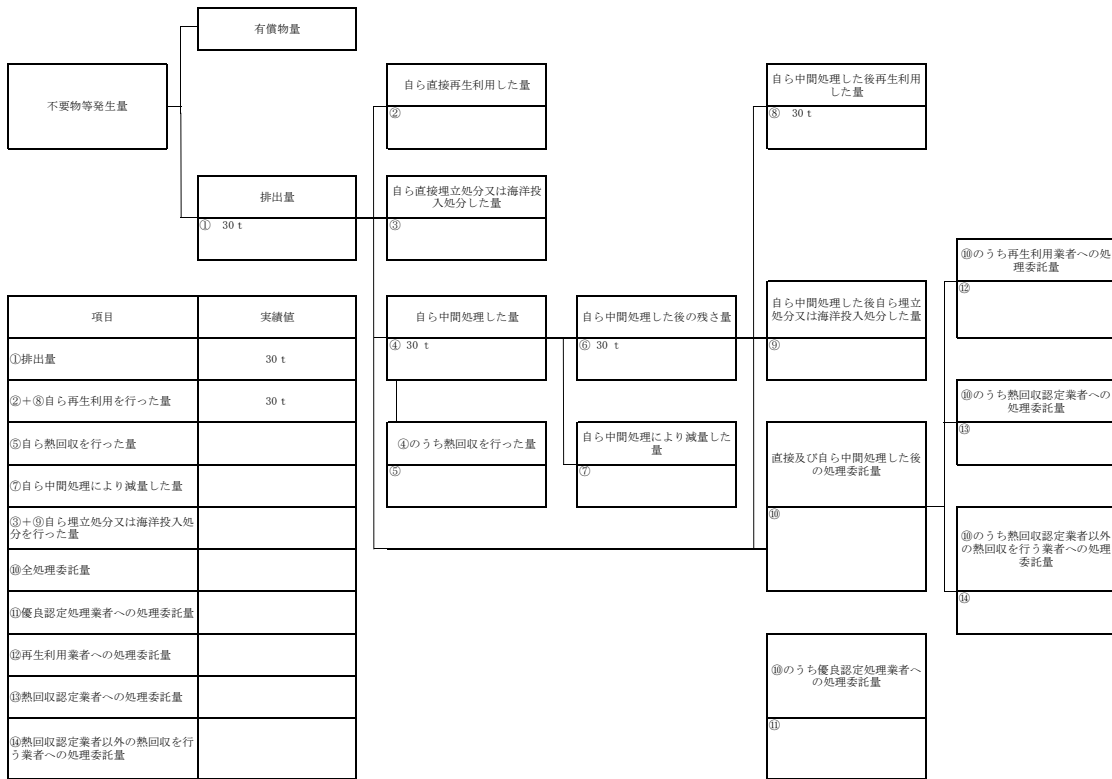 有償物量
不要物等発生量
自ら直接再生利用した量
②
自ら中間処理した後再生利用
した量
⑧ 30 t
排出量
① 30 t
自ら直接埋立処分又は海洋投
入処分した量
③
⑩のうち再生利用業者への処
理委託量
⑫
項目
実績値
①排出量
30 t
②+⑧自ら再生利用を行った量
30 t
⑤自ら熱回収を行った量
⑦自ら中間処理により減量した量
③+⑨自ら埋立処分又は海洋投入処
分を行った量
⑩全処理委託量
⑪優良認定処理業者への処理委託量
⑫再生利用業者への処理委託量
⑬熱回収認定業者への処理委託量
⑭熱回収認定業者以外の熱回収を行
う業者への処理委託量
自ら中間処理した量
④ 30 t
自ら中間処理した後の残さ量
⑥ 30 t
自ら中間処理した後自ら埋立
処分又は海洋投入処分した量
⑨
④のうち熱回収を行った量
⑤
自ら中間処理により減量した
量
⑦
直接及び自ら中間処理した後
の処理委託量
⑩
⑩のうち熱回収認定業者への
処理委託量
⑬
⑩のうち熱回収認定業者以外
の熱回収を行う業者への処理
委託量
⑭
⑩のうち優良認定処理業者へ
の処理委託量
⑪